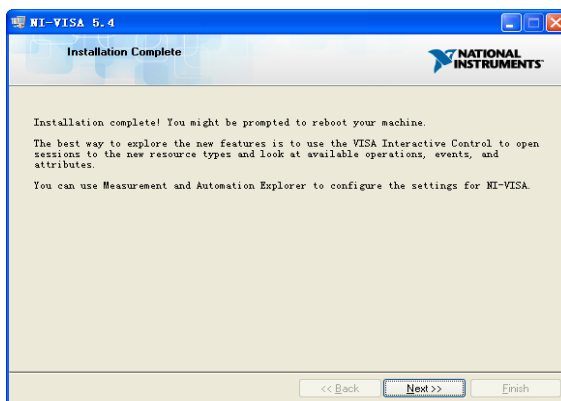 NI-VISA 5.4
Installation Complete
NATIONAL
INSTRUMENTS
Installation complete! You might be prompted to reboot your machine.
The best way to explore the new features is to use the VISA Interactive Control to open
sessions to the new resource types and look at available operations, events, and
attributes.
You can use Measurement and Automation Explorer to configure the settings for NI-VISA.
<< Back
Next >>
Finish